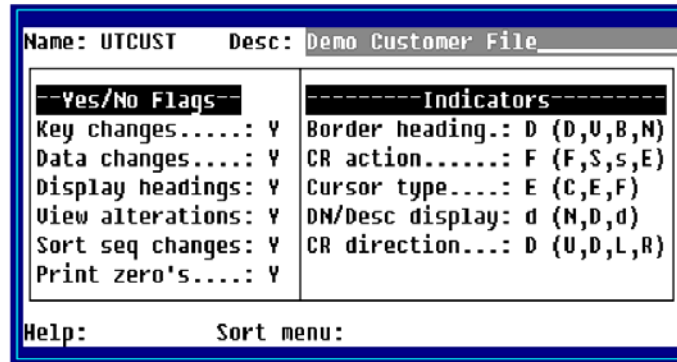 Name: UTCUST Desc: Demo Customer File_____________
--Yes/No Flags-- ---------Indicators---------
Key changes.....: Y Border heading.: D (D,V,B,N)
Data changes....: Y CR action......: F (F,S,s,E)
Display headings: Y Cursor type....: E (C,E,F)
View alterations: Y DN/Desc display: d (N,D,d)
Sort seq changes: Y CR direction...: D (U,D,L,R)
Print zero's....: Y
Help: Sort menu: